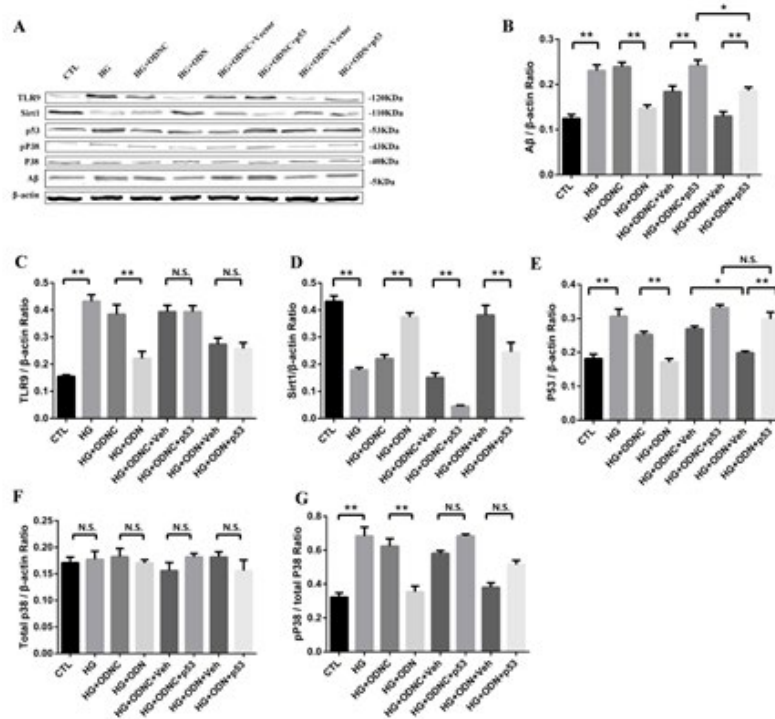 A
CTL
HG
HG+ODNC
HG+ODN
HG+ODNC+Vector
HG+ODNC+p53
HG+ODN+Vector
HG+ODN+p53
TLR9 -120KDa
Sirt1 -110KDa
p53 -53KDa
pP38 -43KDa
P38 -40KDa
Aβ -5KDa
β-actin
B
Aβ / β-actin Ratio
0.3
0.2
0.1
0.0
** ** ** ** *
CTL
HG
HG+ODNC
HG+ODN
HG+ODNC+Veh
HG+ODNC+p53
HG+ODN+Veh
HG+ODN+p53
C
TLR9 / β-actin Ratio
0.5
0.4
0.3
0.2
0.1
0.0
** ** N.S. N.S.
CTL
HG
HG+ODNC
HG+ODN
HG+ODNC+Veh
HG+ODNC+p53
HG+ODN+Veh
HG+ODN+p53
D
Sirt1/β-actin Ratio
0.5
0.4
0.3
0.2
0.1
0.0
** ** ** **
CTL
HG
HG+ODNC
HG+ODN
HG+ODNC+Veh
HG+ODNC+p53
HG+ODN+Veh
HG+ODN+p53
E
P53 / β-actin Ratio
0.4
0.3
0.2
0.1
0.0
N.S.
** ** * **
CTL
HG
HG+ODNC
HG+ODN
HG+ODNC+Veh
HG+ODNC+p53
HG+ODN+Veh
HG+ODN+p53
F
Total p38 / β-actin Ratio
0.25
0.20
0.15
0.10
0.05
0.00
N.S. N.S. N.S. N.S.
CTL
HG
HG+ODNC
HG+ODN
HG+ODNC+Veh
HG+ODNC+p53
HG+ODN+Veh
HG+ODN+p53
G
pP38 / total P38 Ratio
0.8
0.6
0.4
0.2
0.0
** ** N.S. N.S.
CTL
HG
HG+ODNC
HG+ODN
HG+ODNC+Veh
HG+ODNC+p53
HG+ODN+Veh
HG+ODN+p53